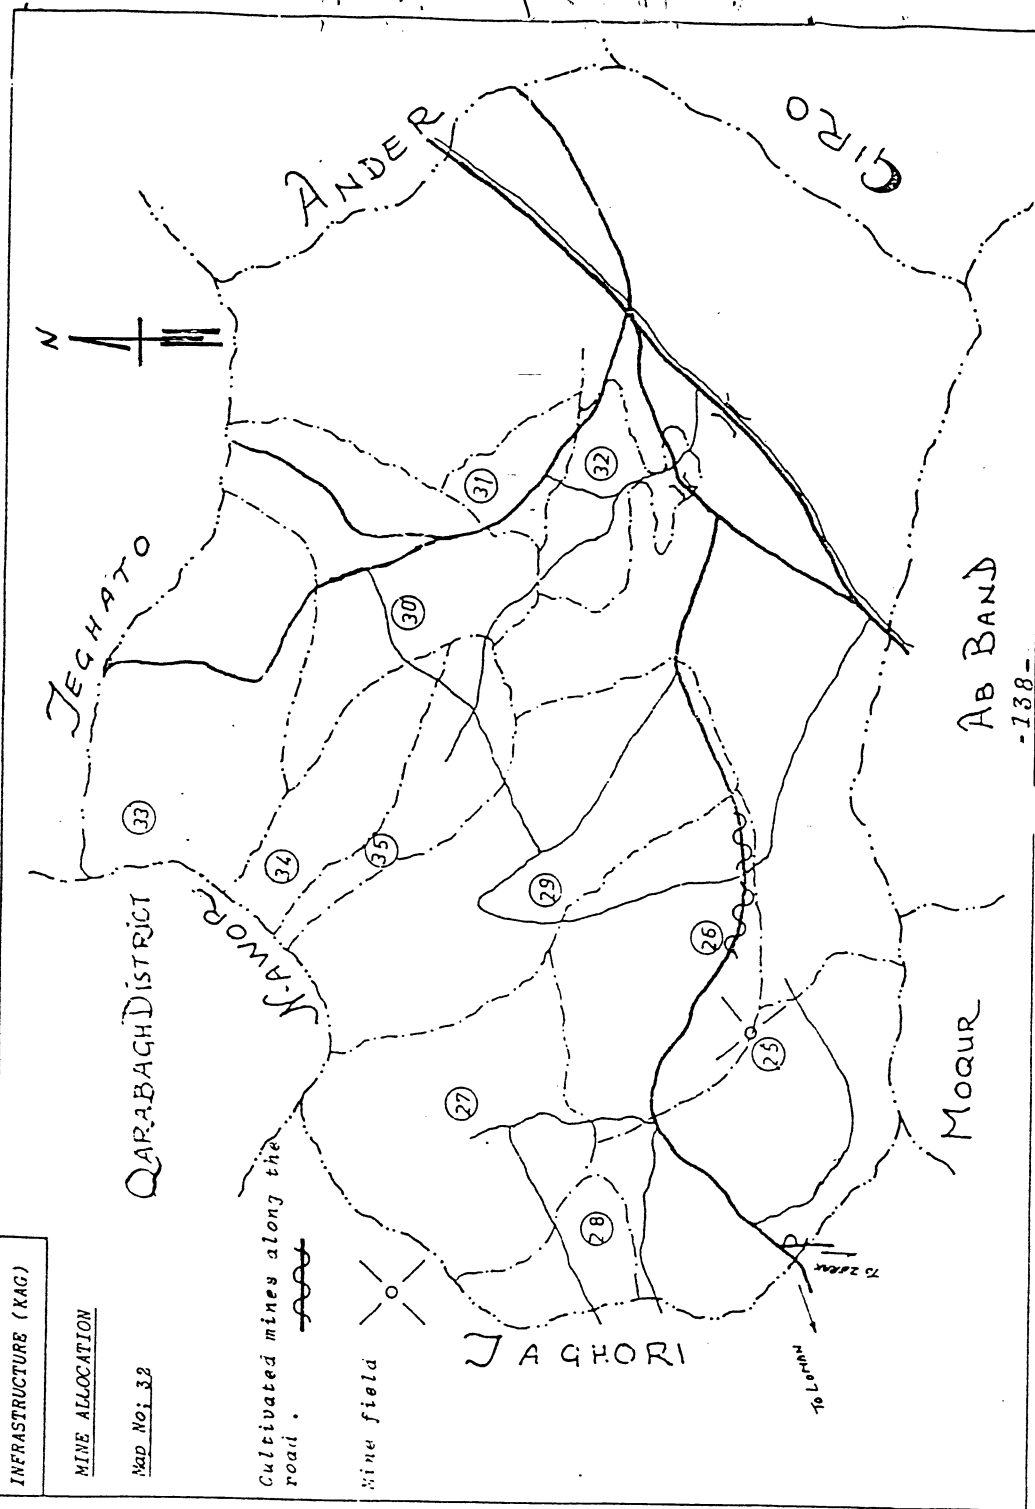 INFRASTRUCTURE (KAG)
MINE ALLOCATION
Map No; 32
Cultivated mines along the
road .
Mine field
QARABAGH DISTRICT
N
JEGHATO
ANDER
GIRO
NAWOR
JAGHORI
MOQUR
AB BAND
33
34
35
31
32
30
29
27
28
26
25
To LOMAN
To ZERAK
-138-